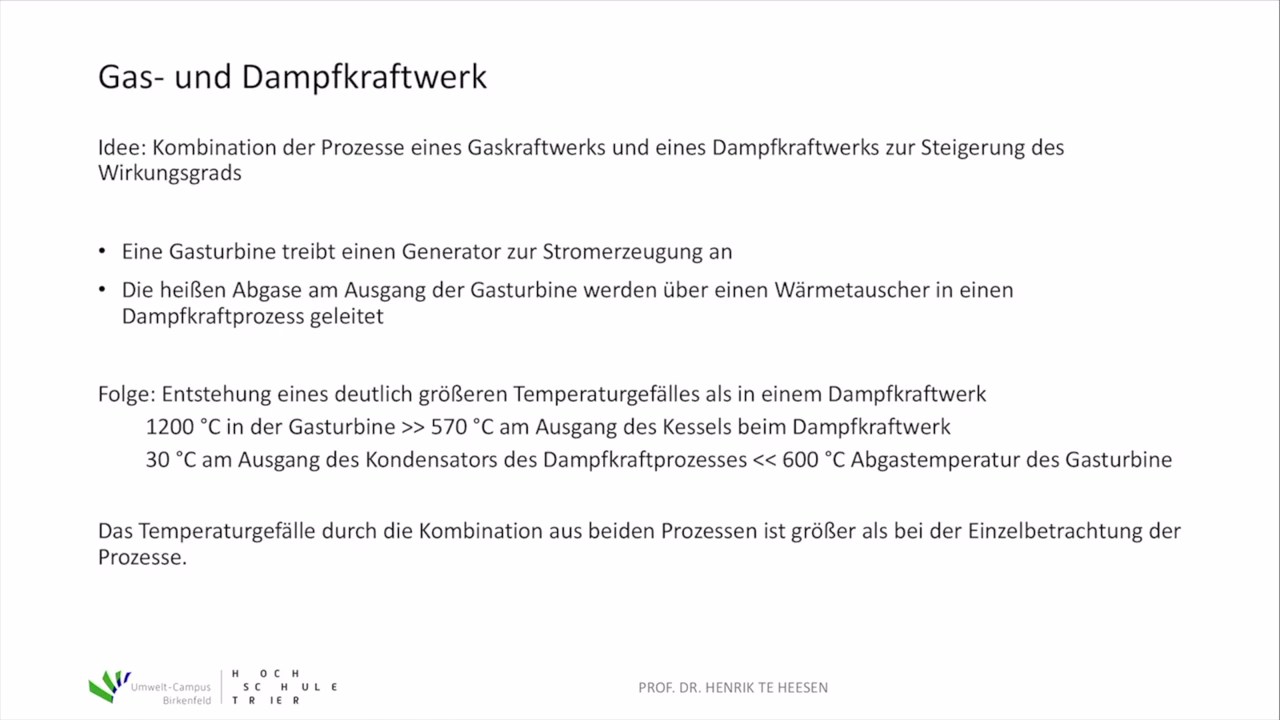 Gas- und Dampfkraftwerk
Idee: Kombination der Prozesse eines Gaskraftwerks und eines Dampfkraftwerks zur Steigerung des
Wirkungsgrads
• Eine Gasturbine treibt einen Generator zur Stromerzeugung an
• Die heißen Abgase am Ausgang der Gasturbine werden über einen Wärmetauscher in einen
Dampfkraftprozess geleitet
Folge: Entstehung eines deutlich größeren Temperaturgefälles als in einem Dampfkraftwerk
1200 °C in der Gasturbine >> 570 °C am Ausgang des Kessels beim Dampfkraftwerk
30 °C am Ausgang des Kondensators des Dampfkraftprozesses << 600 °C Abgastemperatur des Gasturbine
Das Temperaturgefälle durch die Kombination aus beiden Prozessen ist größer als bei der Einzelbetrachtung der
Prozesse.
Umwelt-Campus
Birkenfeld
HOCH
SCHULE
TRIER
PROF. DR. HENRIK TE HEESEN